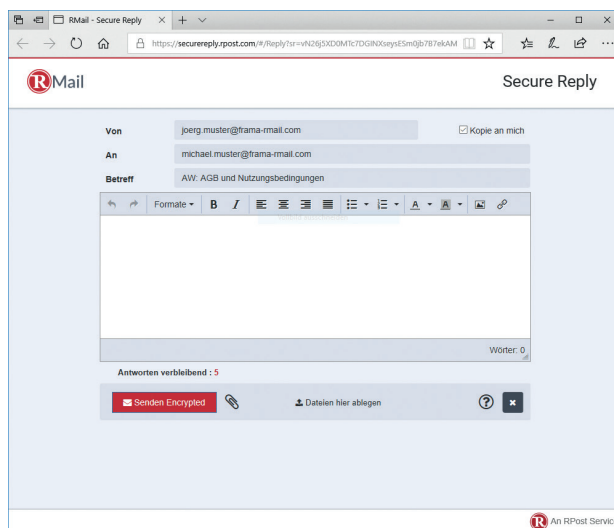 RMail - Secure Reply
https://securereply.rpost.com/#/Reply?sr=vN26j5XD0MTc7DGINXseysESm0jb7B7ekAM
RMail
Secure Reply
Von joerg.muster@frama-rmail.com Kopie an mich
An michael.muster@frama-rmail.com
Betreff AW: AGB und Nutzungsbedingungen
Formate B I A A
Wörter: 0
Antworten verbleibend : 5
Senden Encrypted Dateien hier ablegen ?
R An RPost Servic